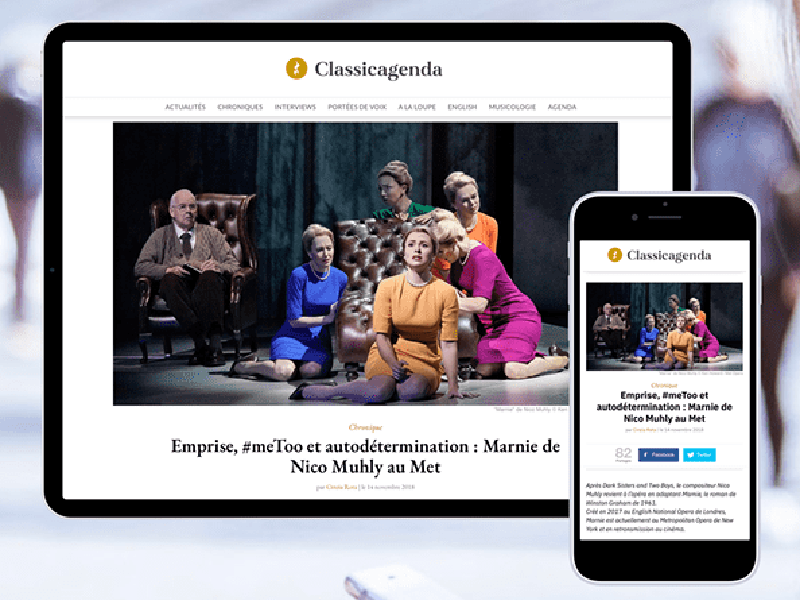 Classicagenda
ACTUALITÉS CHRONIQUES INTERVIEWS PORTÉES DE VOIX A LA LOUPE ENGLISH MUSICOLOGIE AGENDA
"Marnie" de Nico Muhly © Ken
Chronique
Emprise, #meToo et autodétermination : Marnie de
Nico Muhly au Met
par | le 14 novembre 2018
Classicagenda
Chronique
Emprise, #meToo et
autodétermination : Marnie de
Nico Muhly au Met
par | le 14 novembre 2018
82
Facebook
Twitter
Après Dark Sisters and Two Boys, le compositeur Nico
Muhly revient à l'opéra en adaptant Marnie, le roman de
Winston Graham de 1961.
Créé en 2017 au English National Opera de Londres,
Marnie est actuellement au Metropolitan Opera de New
York et en retransmission au cinéma.